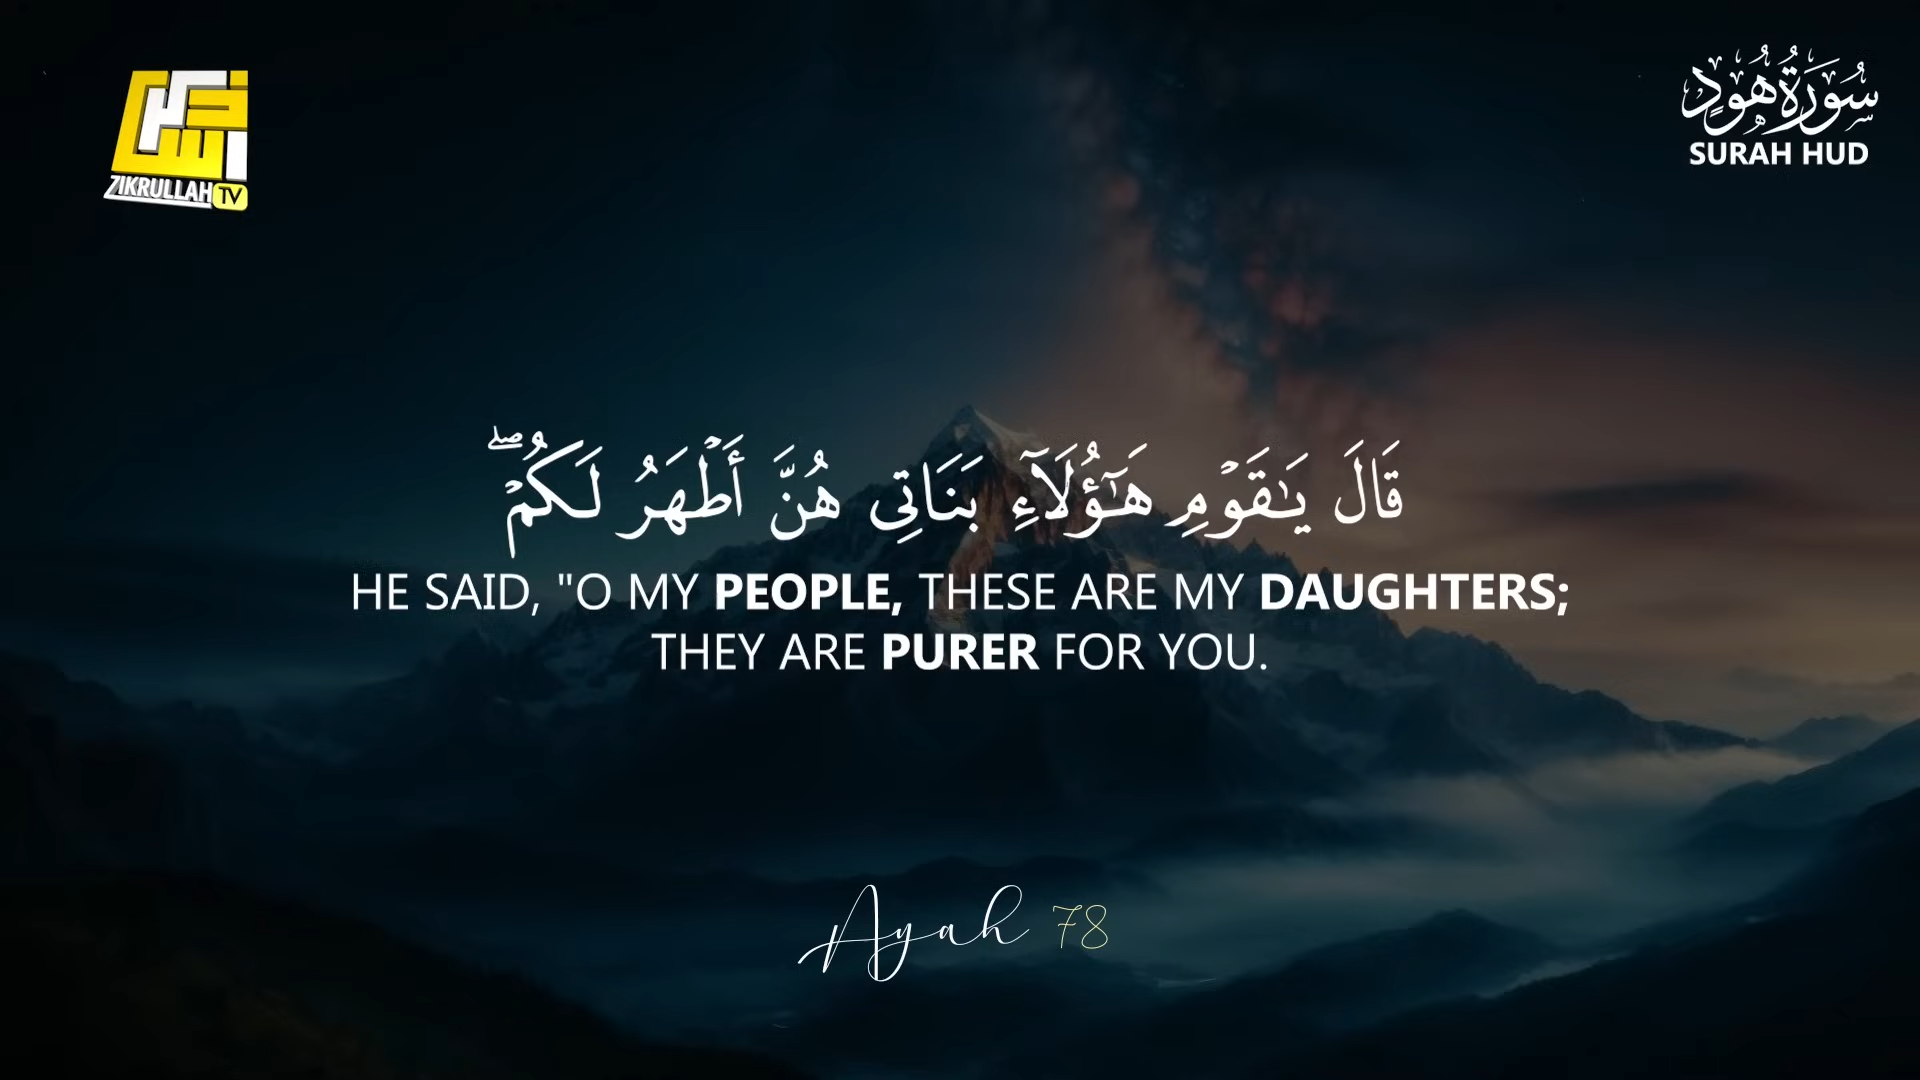 ZIKRULLAH TV
سُورَةُ هُودٍ
SURAH HUD
قَالَ يَـٰقَوْمِ هَـٰٓؤُلَآءِ بَنَاتِى هُنَّ أَطْهَرُ لَكُمْ ۖ
HE SAID, "O MY PEOPLE, THESE ARE MY DAUGHTERS;
THEY ARE PURER FOR YOU.
Ayah 78